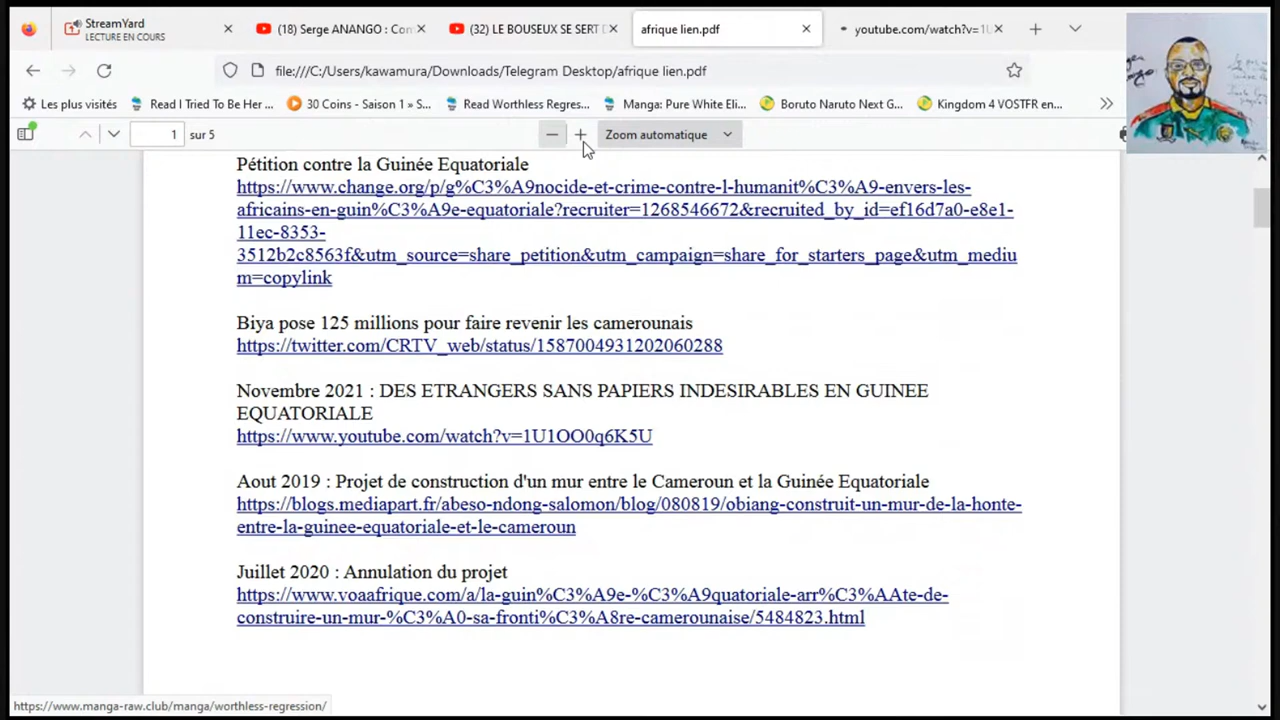 StreamYard
LECTURE EN COURS
(18) Serge ANANGO : Con
(32) LE BOUSEUX SE SERT D
afrique lien.pdf
youtube.com/watch?v=1U
file:///C:/Users/kawamura/Downloads/Telegram Desktop/afrique lien.pdf
Les plus visités
Read I Tried To Be Her ...
30 Coins - Saison 1 » S...
Read Worthless Regres...
Manga: Pure White Eli...
Boruto Naruto Next G...
Kingdom 4 VOSTFR en...
1 sur 5
Zoom automatique
Pétition contre la Guinée Equatoriale
https://www.change.org/p/g%C3%A9nocide-et-crime-contre-l-humanit%C3%A9-envers-les-
africains-en-guin%C3%A9e-equatoriale?recruiter=1268546672&recruited_by_id=ef16d7a0-e8e1-
11ec-8353-
3512b2c8563f&utm_source=share_petition&utm_campaign=share_for_starters_page&utm_mediu
m=copylink
Biya pose 125 millions pour faire revenir les camerounais
https://twitter.com/CRTV_web/status/1587004931202060288
Novembre 2021 : DES ETRANGERS SANS PAPIERS INDESIRABLES EN GUINEE
EQUATORIALE
https://www.youtube.com/watch?v=1U1OO0q6K5U
Aout 2019 : Projet de construction d'un mur entre le Cameroun et la Guinée Equatoriale
https://blogs.mediapart.fr/abeso-ndong-salomon/blog/080819/obiang-construit-un-mur-de-la-honte-
entre-la-guinee-equatoriale-et-le-cameroun
Juillet 2020 : Annulation du projet
https://www.voaafrique.com/a/la-guin%C3%A9e-%C3%A9quatoriale-arr%C3%AAte-de-
construire-un-mur-%C3%A0-sa-fronti%C3%A8re-camerounaise/5484823.html
https://www.manga-raw.club/manga/worthless-regression/